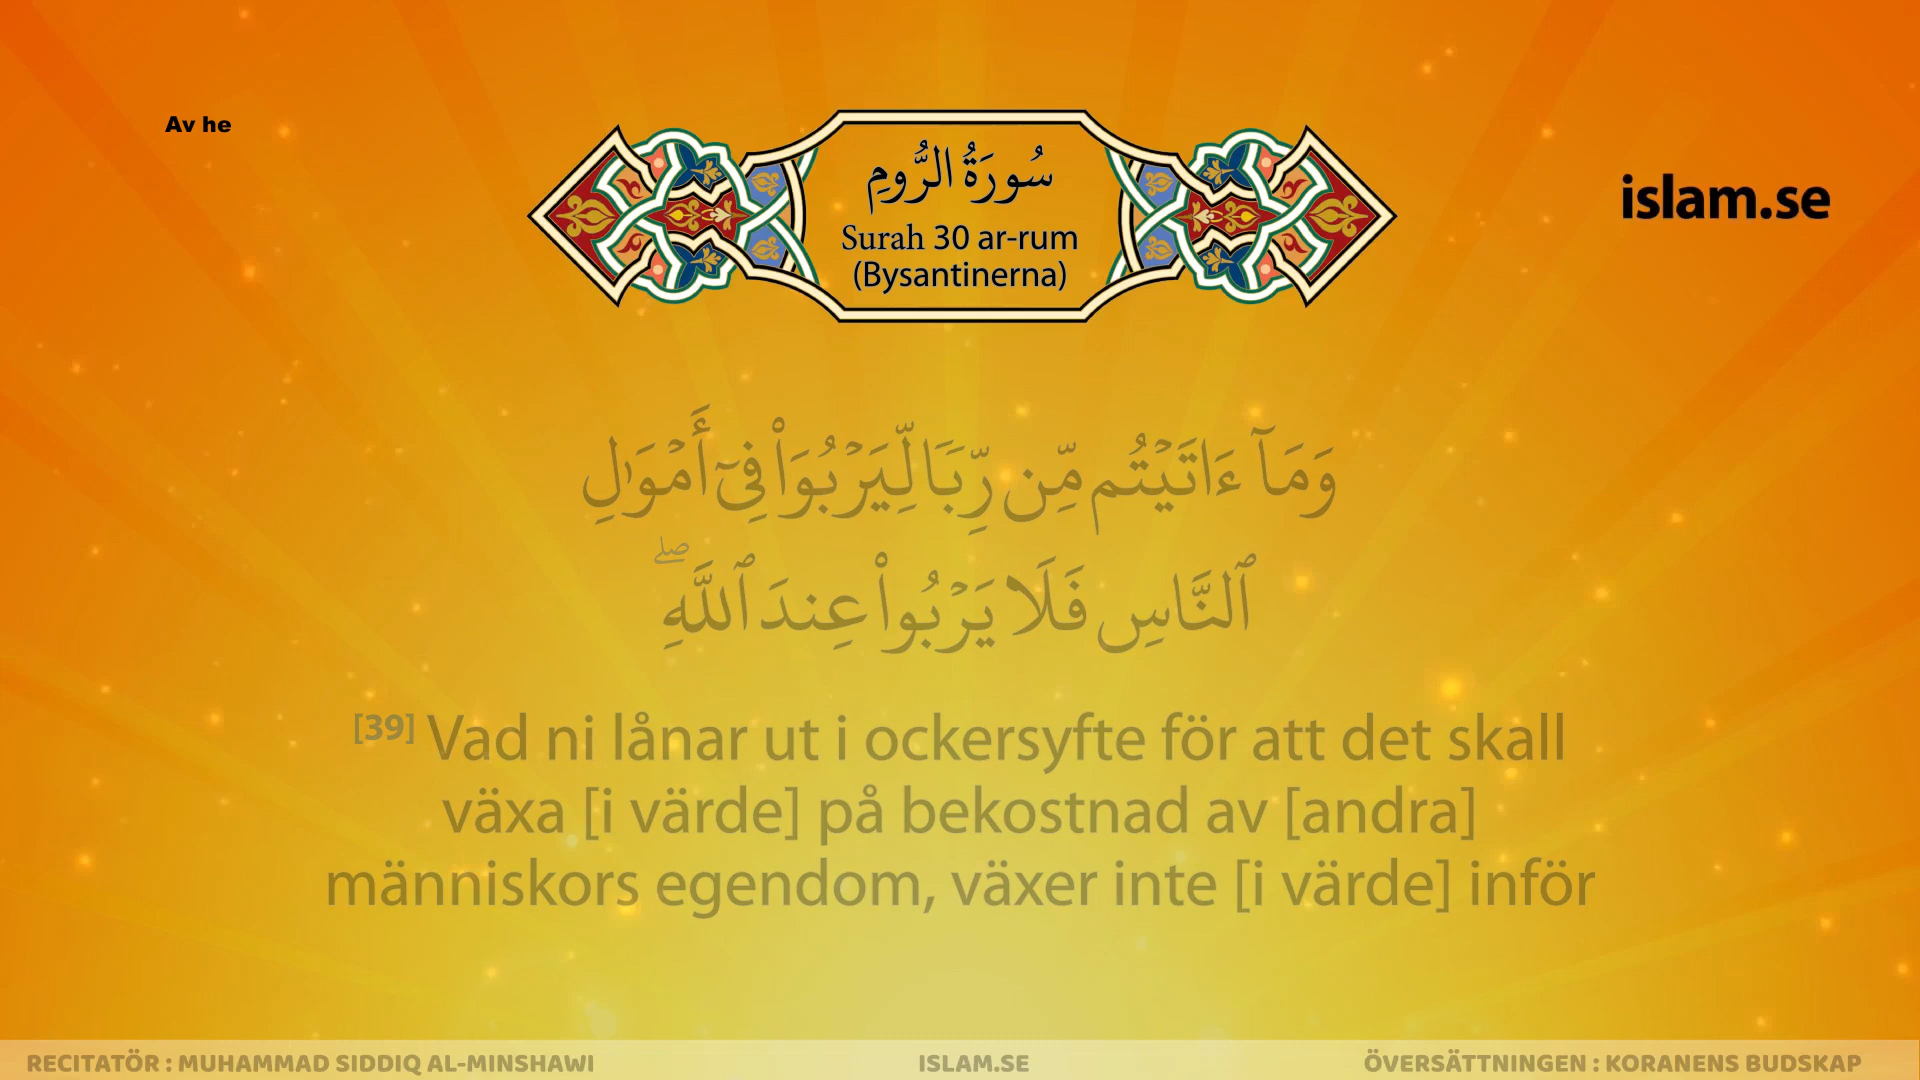 Av he
سُورَةُ الرُّومِ
Surah 30 ar-rum
(Bysantinerna)
islam.se
وَمَآ ءَاتَيْتُم مِّن رِّبًا لِّيَرْبُوَا۟ فِىٓ أَمْوَٰلِ
ٱلنَّاسِ فَلَا يَرْبُوا۟ عِندَ ٱللَّهِ ۖ
[39] Vad ni lånar ut i ockersyfte för att det skall
växa [i värde] på bekostnad av [andra]
människors egendom, växer inte [i värde] inför
RECITATÖR : MUHAMMAD SIDDIQ AL-MINSHAWI
ISLAM.SE
ÖVERSÄTTNINGEN : KORANENS BUDSKAP